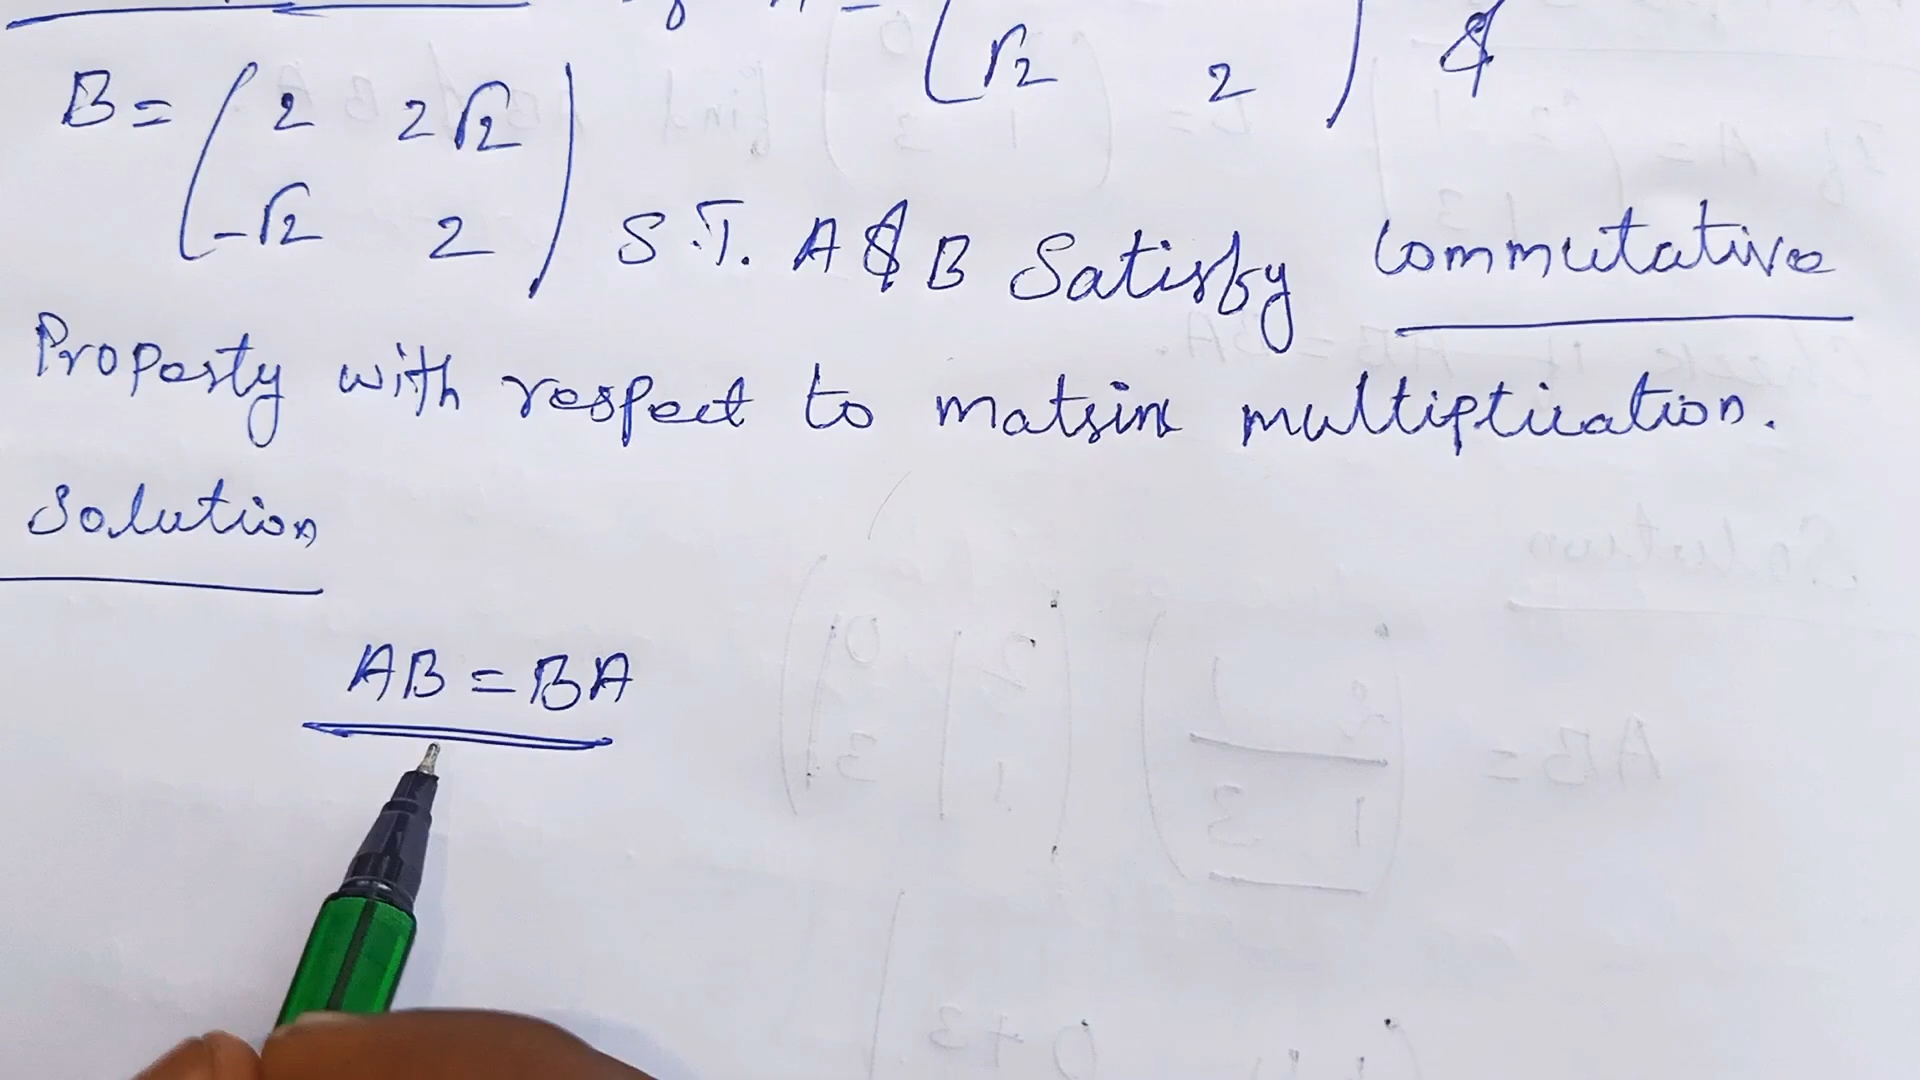 √2 2 ) &
B = ( 2 2√2
-√2 2 ) S.T. A & B Satisfy Commutative
Property with respect to matrix multiplication.
Solution
AB = BA